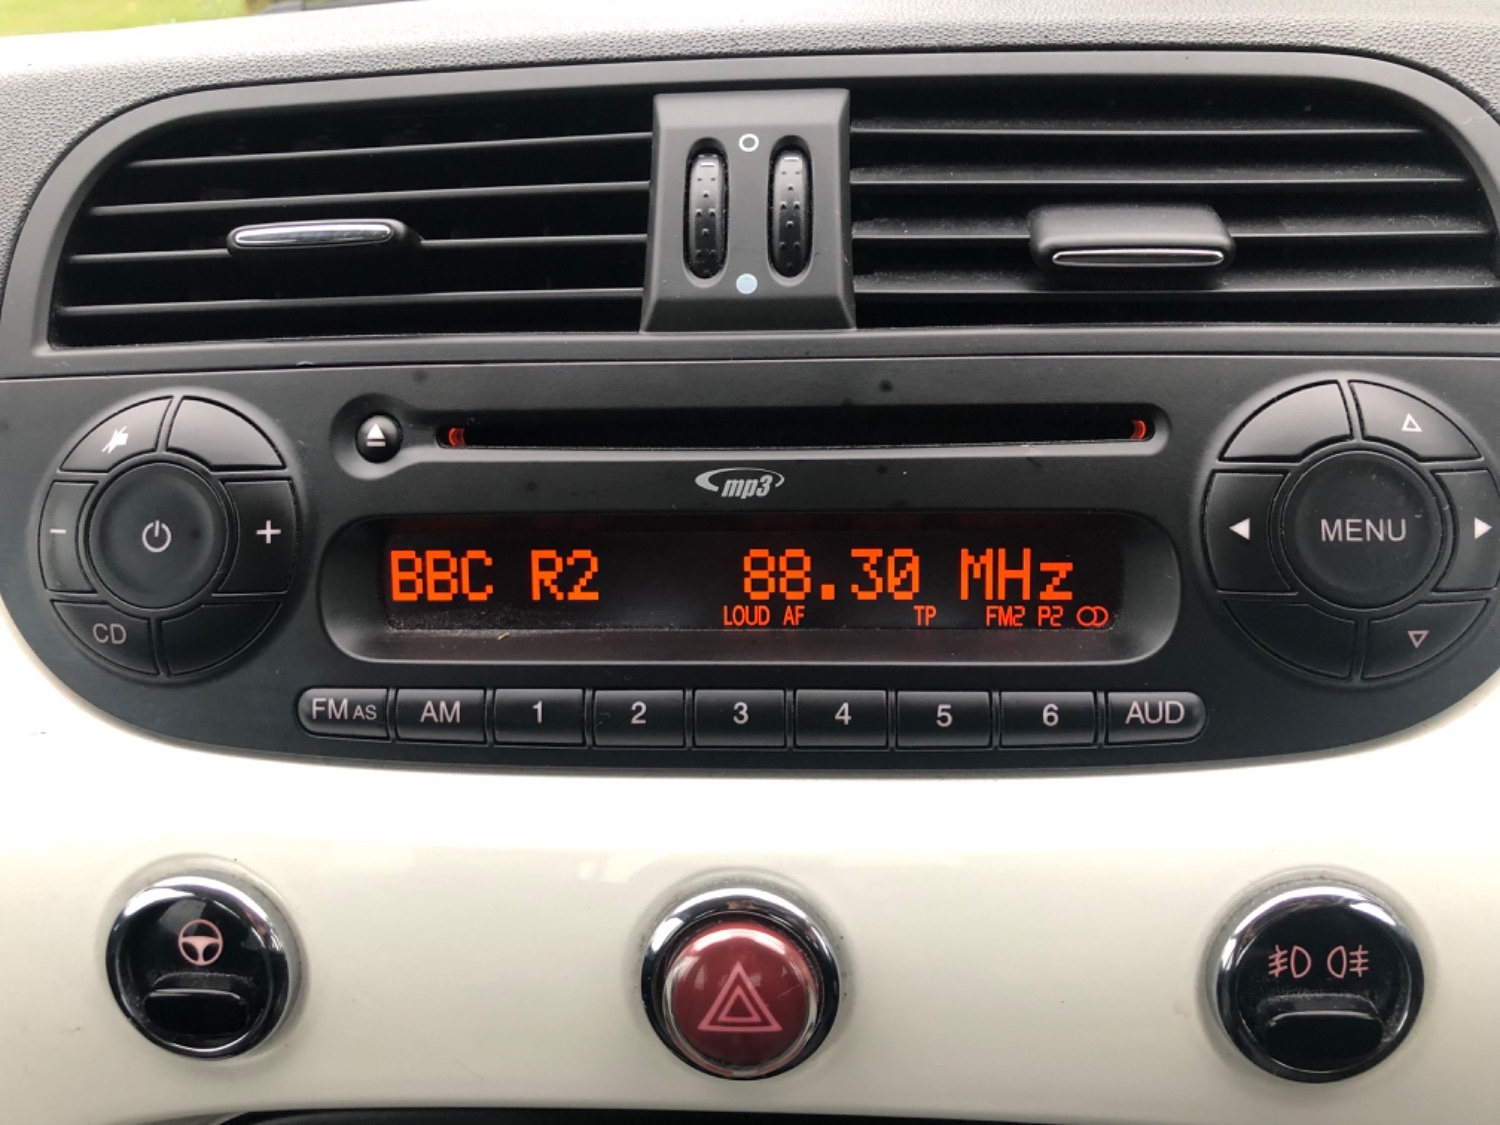 mp3
BBC R2 88.30 MHz
LOUD AF TP FM2 P2
- +
CD
MENU
FM AS AM 1 2 3 4 5 6 AUD